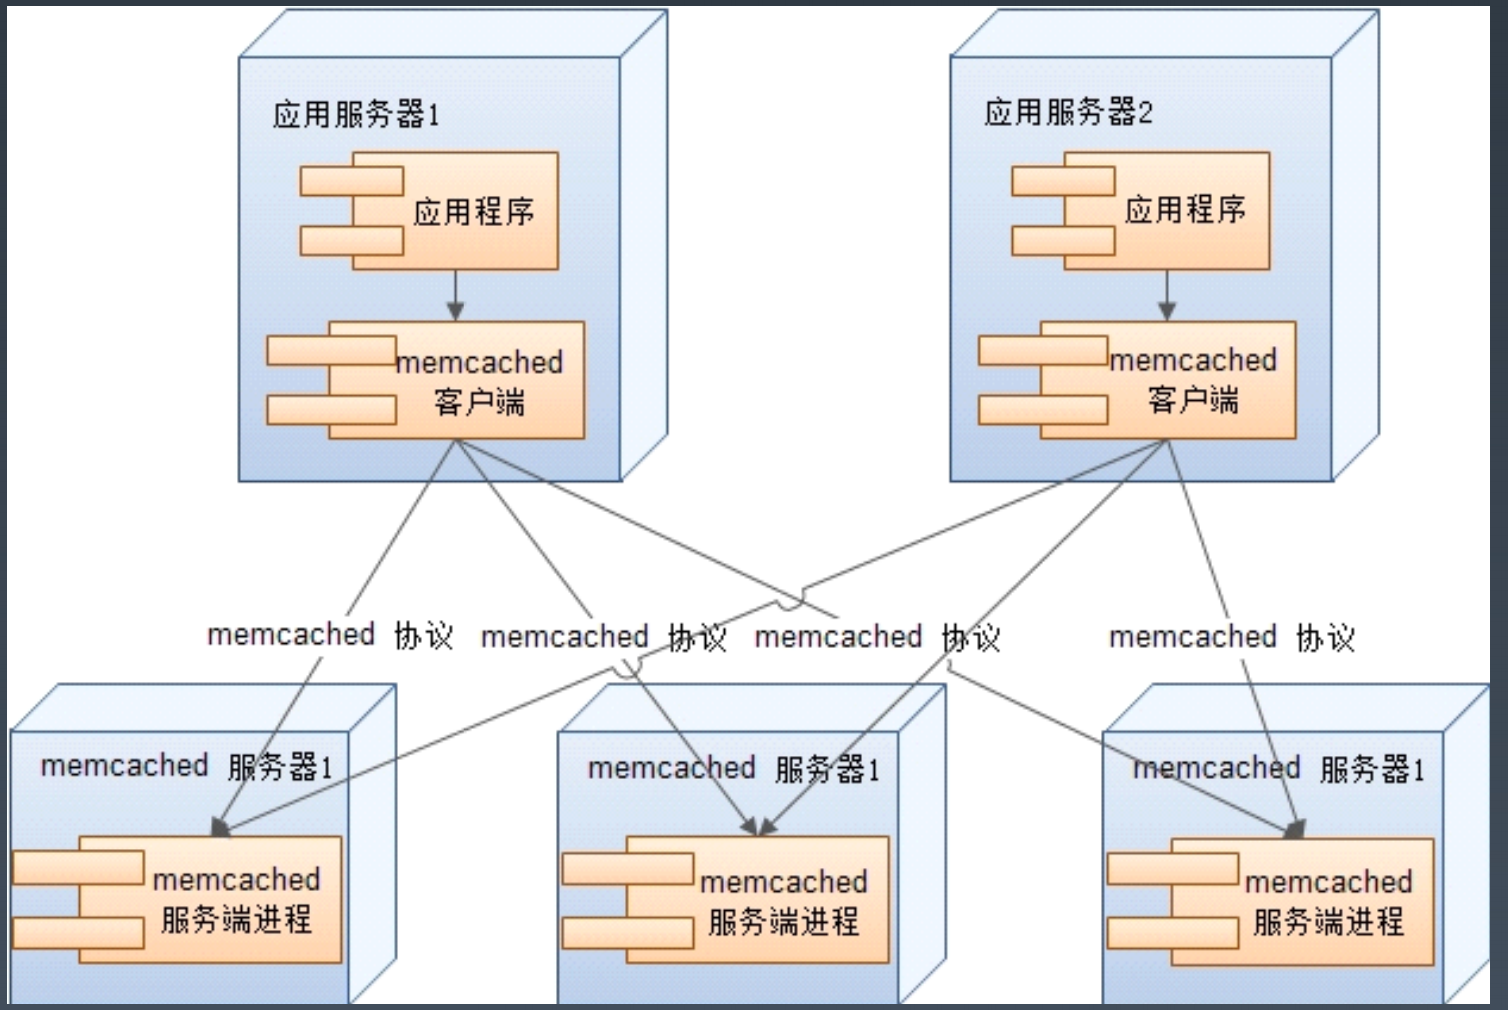 应用服务器1
应用服务器2
应用程序
应用程序
memcached
客户端
memcached
客户端
memcached 协议
memcached 协议
memcached 协议
memcached 协议
memcached 服务器1
memcached 服务器1
memcached 服务器1
memcached
服务端进程
memcached
服务端进程
memcached
服务端进程